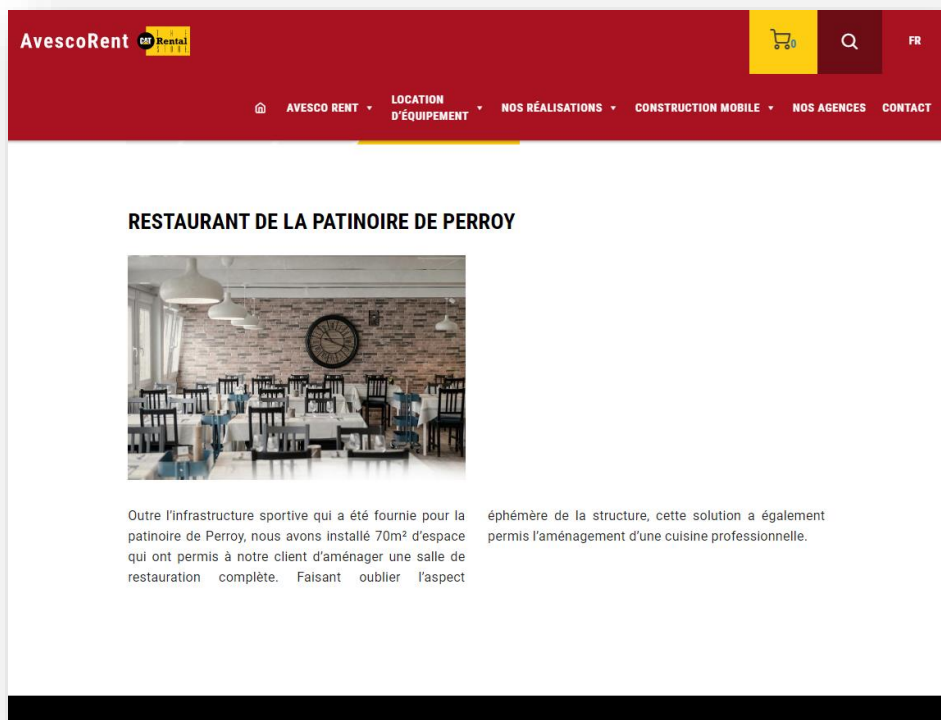 AvescoRent CAT Rental
0
FR
AVESCO RENT
LOCATION
D'ÉQUIPEMENT
NOS RÉALISATIONS
CONSTRUCTION MOBILE
NOS AGENCES
CONTACT
RESTAURANT DE LA PATINOIRE DE PERROY
Outre l'infrastructure sportive qui a été fournie pour la
patinoire de Perroy, nous avons installé 70m² d'espace
qui ont permis à notre client d'aménager une salle de
restauration complète. Faisant oublier l'aspect
éphémère de la structure, cette solution a également
permis l'aménagement d'une cuisine professionnelle.